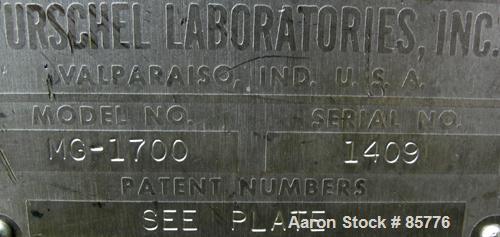 URSCHEL LABORATORIES, INC.
VALPARAISO, IND. U. S. A.
MODEL NO. SERIAL NO.
MG-1700 1409
PATENT NUMBERS
SEE PLATE
Aaron Stock # 85776